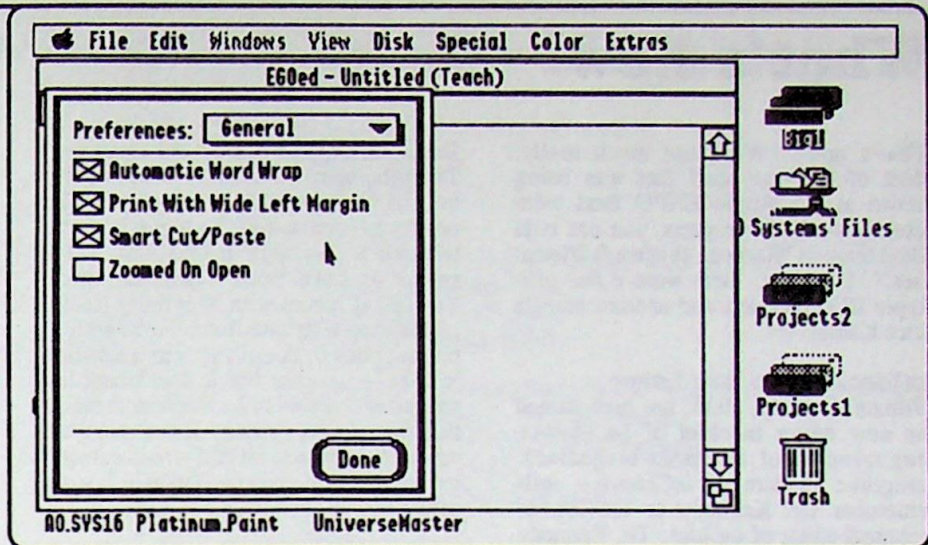 File Edit Windows View Disk Special Color Extras
EGOed ~ Untitled (Teach)
Preferences: General
Automatic Word Wrap
Print With Wide Left Margin
Smart Cut/Paste
Zoomed On Open
Done
Systems Files
Projects2
Projects1
Trash
AO.SYS16 Platinum.Paint UniverseMaster